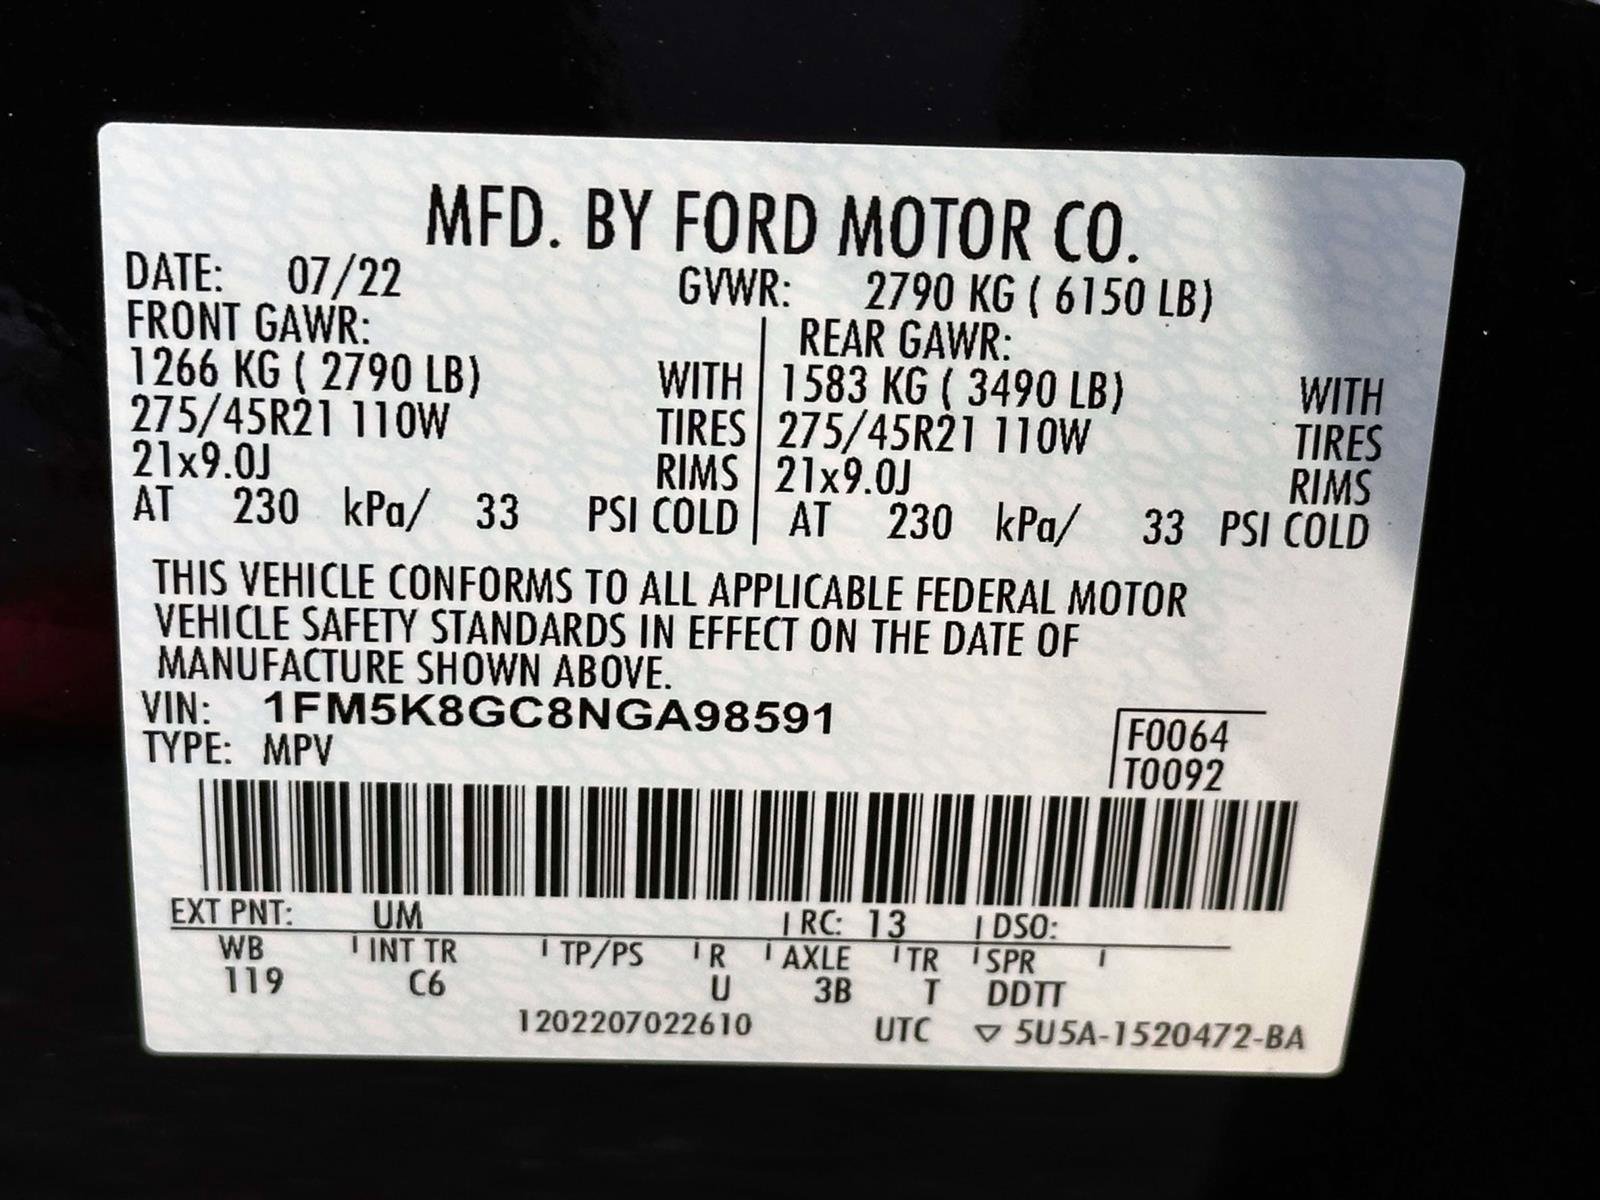 MFD. BY FORD MOTOR CO.
DATE: 07/22 GVWR: 2790 KG ( 6150 LB)
FRONT GAWR: REAR GAWR:
1266 KG ( 2790 LB) WITH 1583 KG ( 3490 LB) WITH
275/45R21 110W TIRES 275/45R21 110W TIRES
21x9.0J RIMS 21x9.0J RIMS
AT 230 kPa/ 33 PSI COLD AT 230 kPa/ 33 PSI COLD
THIS VEHICLE CONFORMS TO ALL APPLICABLE FEDERAL MOTOR
VEHICLE SAFETY STANDARDS IN EFFECT ON THE DATE OF
MANUFACTURE SHOWN ABOVE.
VIN: 1FM5K8GC8NGA98591 F0064
TYPE: MPV T0092
EXT PNT: UM RC: 13 DSO:
WB INT TR TP/PS R AXLE TR SPR
119 C6 U 3B T DDTT
1202207022610 UTC ▽ 5U5A-1520472-BA